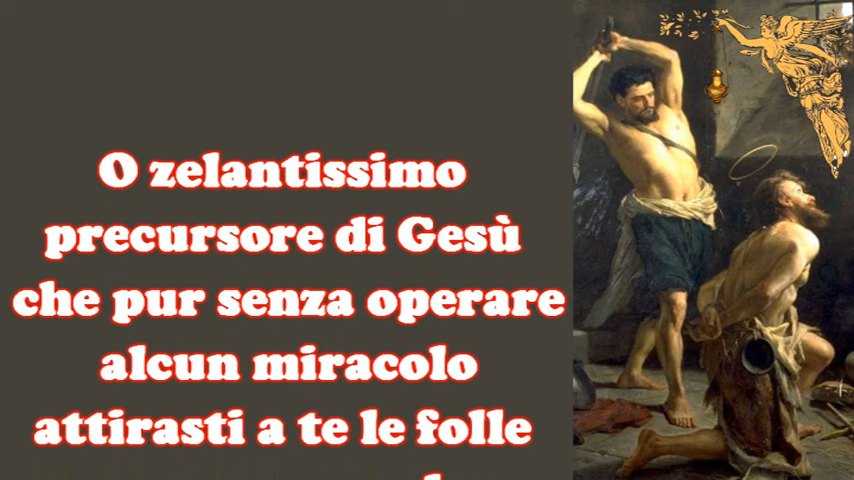 O zelantissimo
precursore di Gesù
che pur senza operare
alcun miracolo
attirasti a te le folle